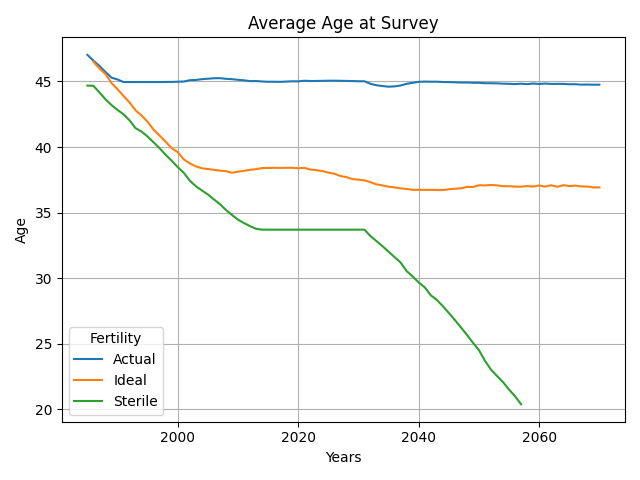 Average Age at Survey
Age
45
40
35
30
25
20
Fertility
Actual
Ideal
Sterile
2000 2020 2040 2060
Years